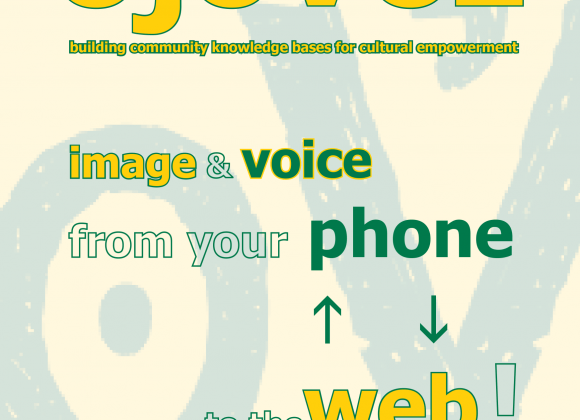 building community knowledge bases for cultural empowerment
image & voice
from your phone
↑ ↓
to the web!